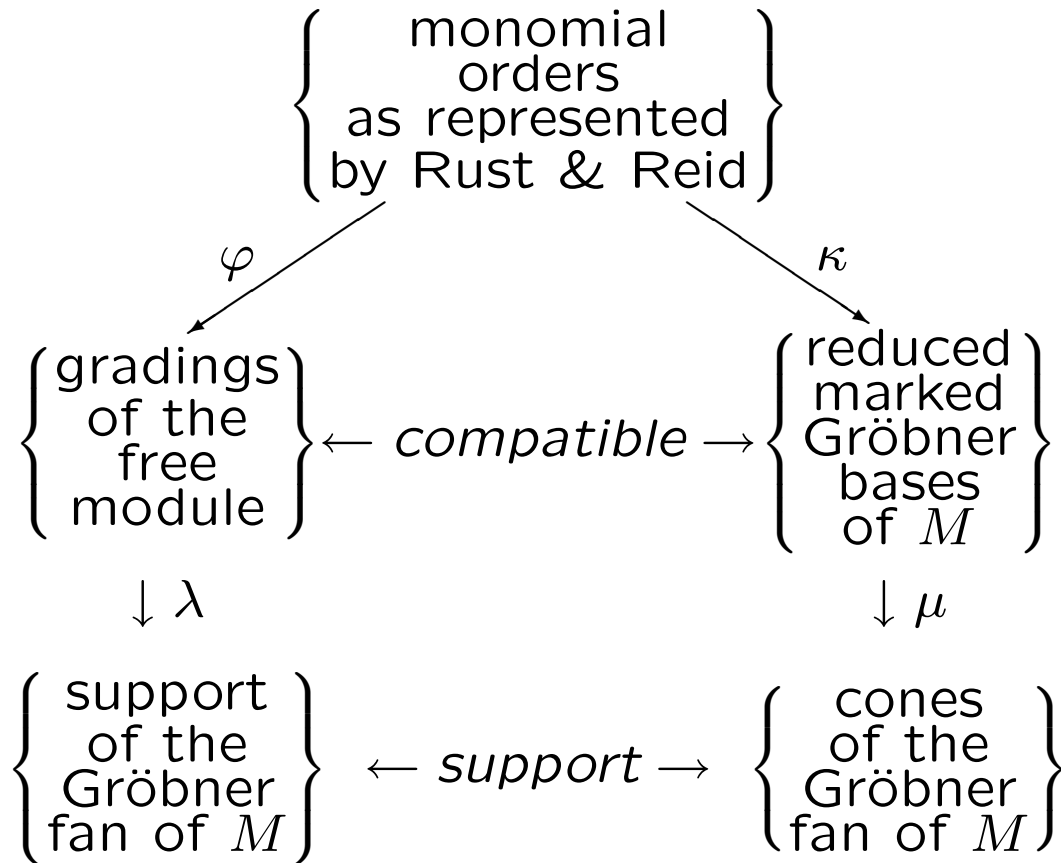 monomial
orders
as represented
by Rust & Reid
φ
κ
gradings
of the
free
module
← compatible →
reduced
marked
Gröbner
bases
of M
↓ λ
↓ μ
support
of the
Gröbner
fan of M
← support →
cones
of the
Gröbner
fan of M